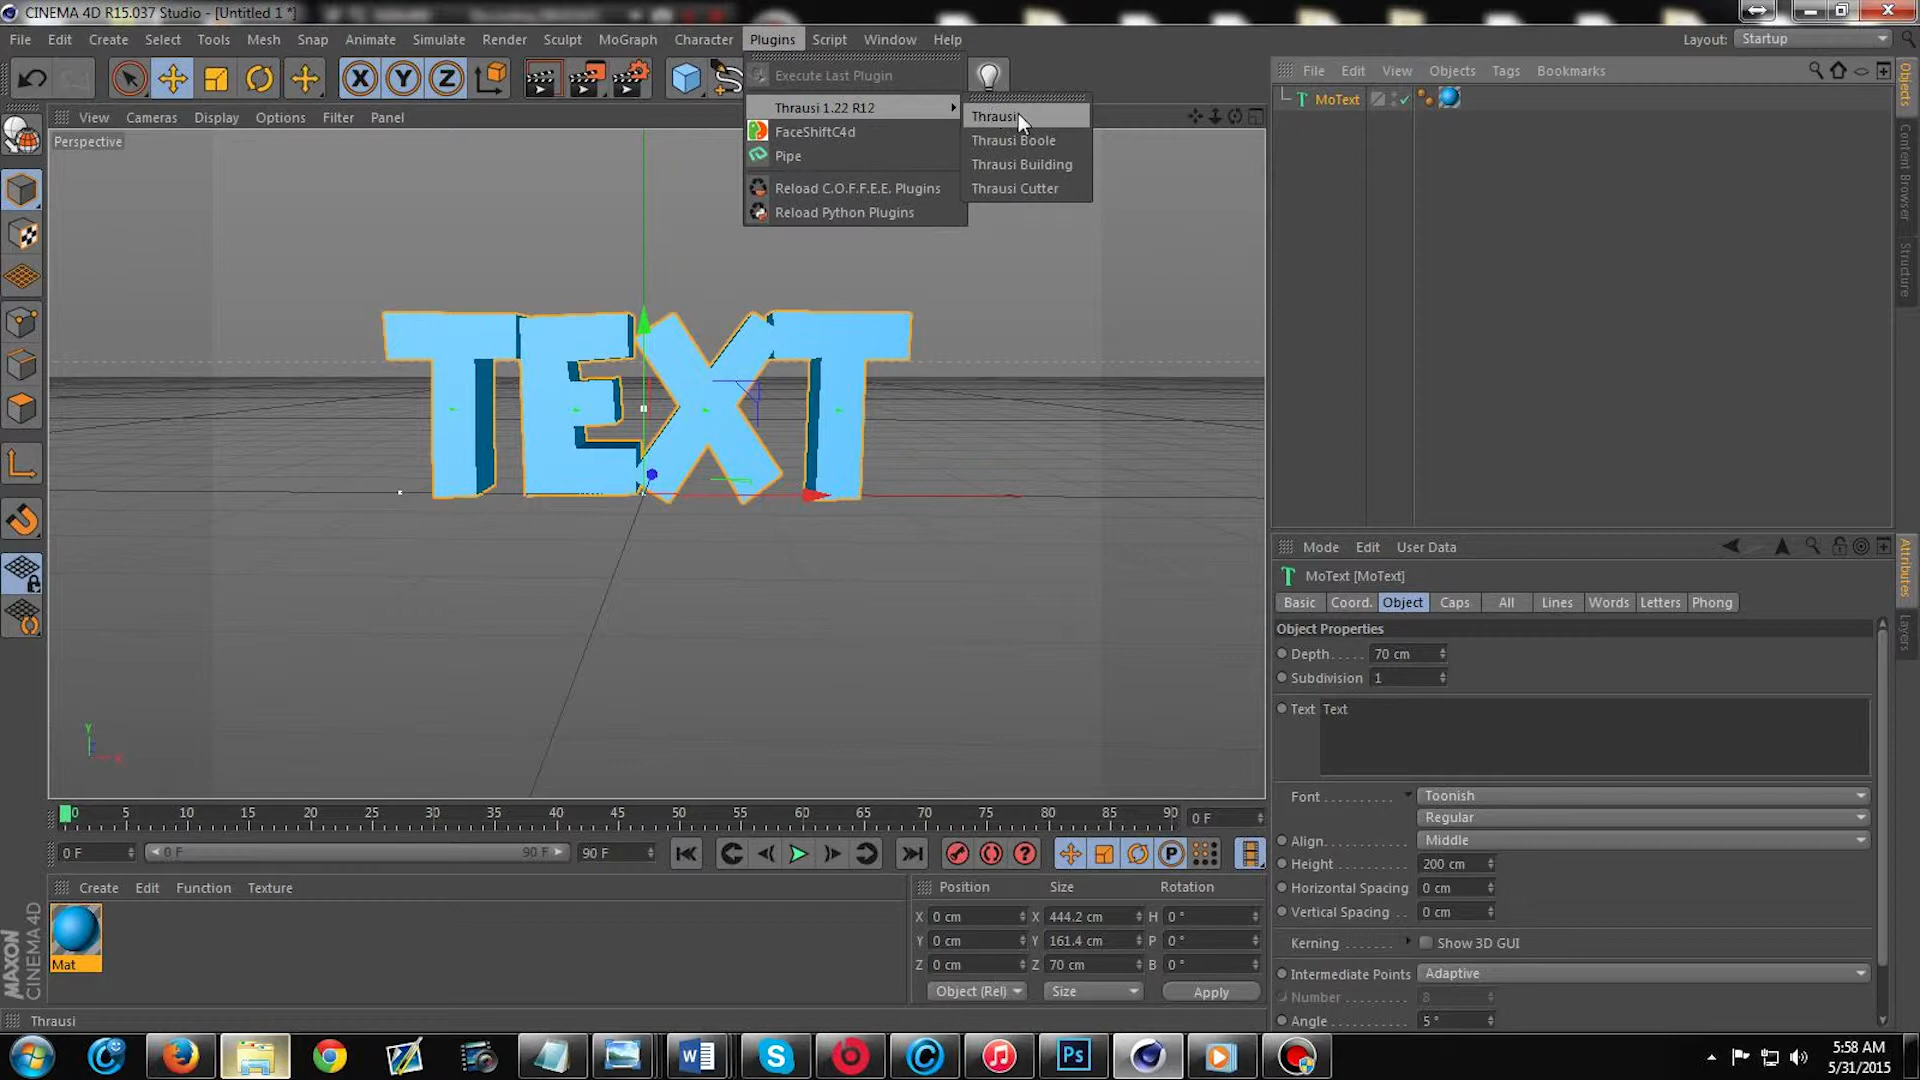 CINEMA 4D R15.037 Studio - [Untitled 1 *]
File Edit Create Select Tools Mesh Snap Animate Simulate Render Sculpt MoGraph Character Plugins Script Window Help Layout: Startup
X Y Z
Execute Last Plugin
Thrausi 1.22 R12
FaceShiftC4d
Pipe
Reload C.O.F.F.E.E. Plugins
Reload Python Plugins
Thrausi
Thrausi Boole
Thrausi Building
Thrausi Cutter
View Cameras Display Options Filter Panel
Perspective
TEXT
Y
File Edit View Objects Tags Bookmarks
MoText
Objects
Content Browser
Structure
Mode Edit User Data
MoText [MoText]
Basic Coord. Object Caps All Lines Words Letters Phong
Attributes
Layers
Object Properties
Depth..... 70 cm
Subdivision 1
Text Text
Font .......... Toonish
Regular
Align.......... Middle
Height ........ 200 cm
Horizontal Spacing 0 cm
Vertical Spacing .. 0 cm
Kerning ....... Show 3D GUI
Intermediate Points Adaptive
Number ........ 8
Angle ......... 5 °
0 5 10 15 20 25 30 35 40 45 50 55 60 65 70 75 80 85 90 0 F
0 F 0 F 90 F 90 F
P
Create Edit Function Texture
Mat
MAXON
CINEMA 4D
Position Size Rotation
X 0 cm X 444.2 cm H 0 °
Y 0 cm Y 161.4 cm P 0 °
Z 0 cm Z 70 cm B 0 °
Object (Rel) Size Apply
Thrausi
W
S
Ps
5:58 AM
5/31/2015